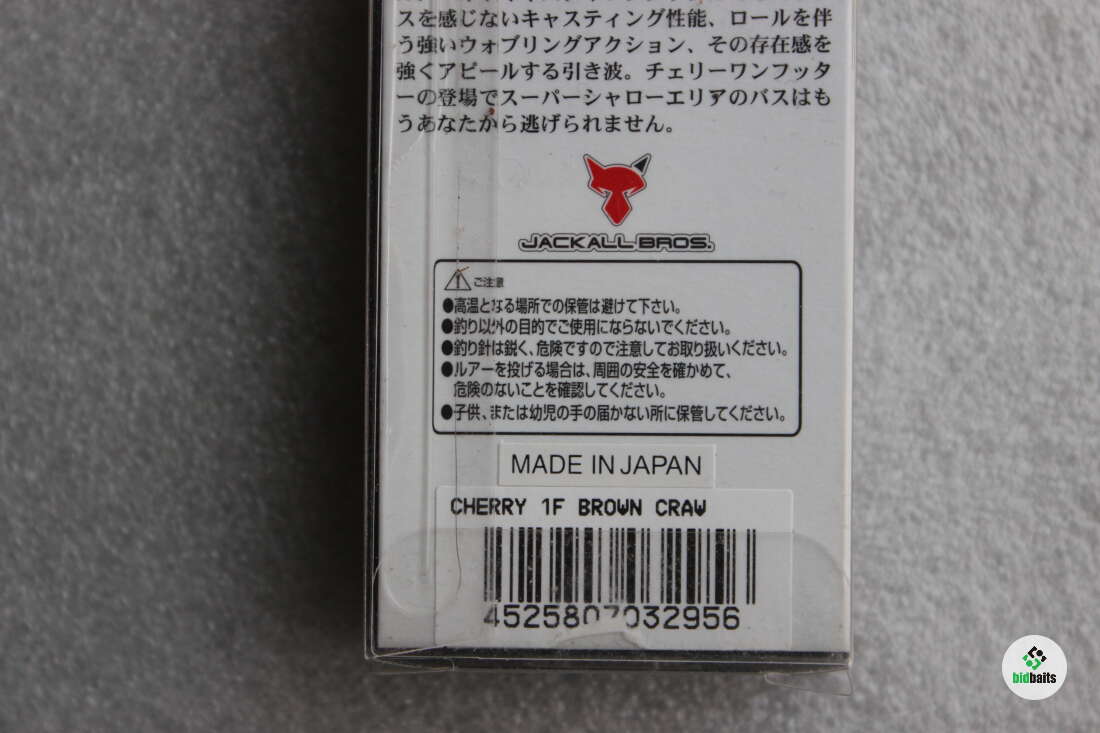 スを感じないキャスティング性能、ロールを伴
う強いウォブリングアクション、その存在感を
強くアピールする引き波。チェリーワンフッタ
ーの登場でスーパーシャローエリアのバスはも
うあなたから逃げられません。
JACKALL BROS.
ご注意
●高温となる場所での保管は避けて下さい。
●釣り以外の目的でご使用にならないでください。
●釣り針は鋭く、危険ですので注意してお取り扱いください。
●ルアーを投げる場合は、周囲の安全を確かめて、
危険のないことを確認してください。
●子供、または幼児の手の届かない所に保管してください。
MADE IN JAPAN
CHERRY 1F BROWN CRAW
4525807032956
bidbaits